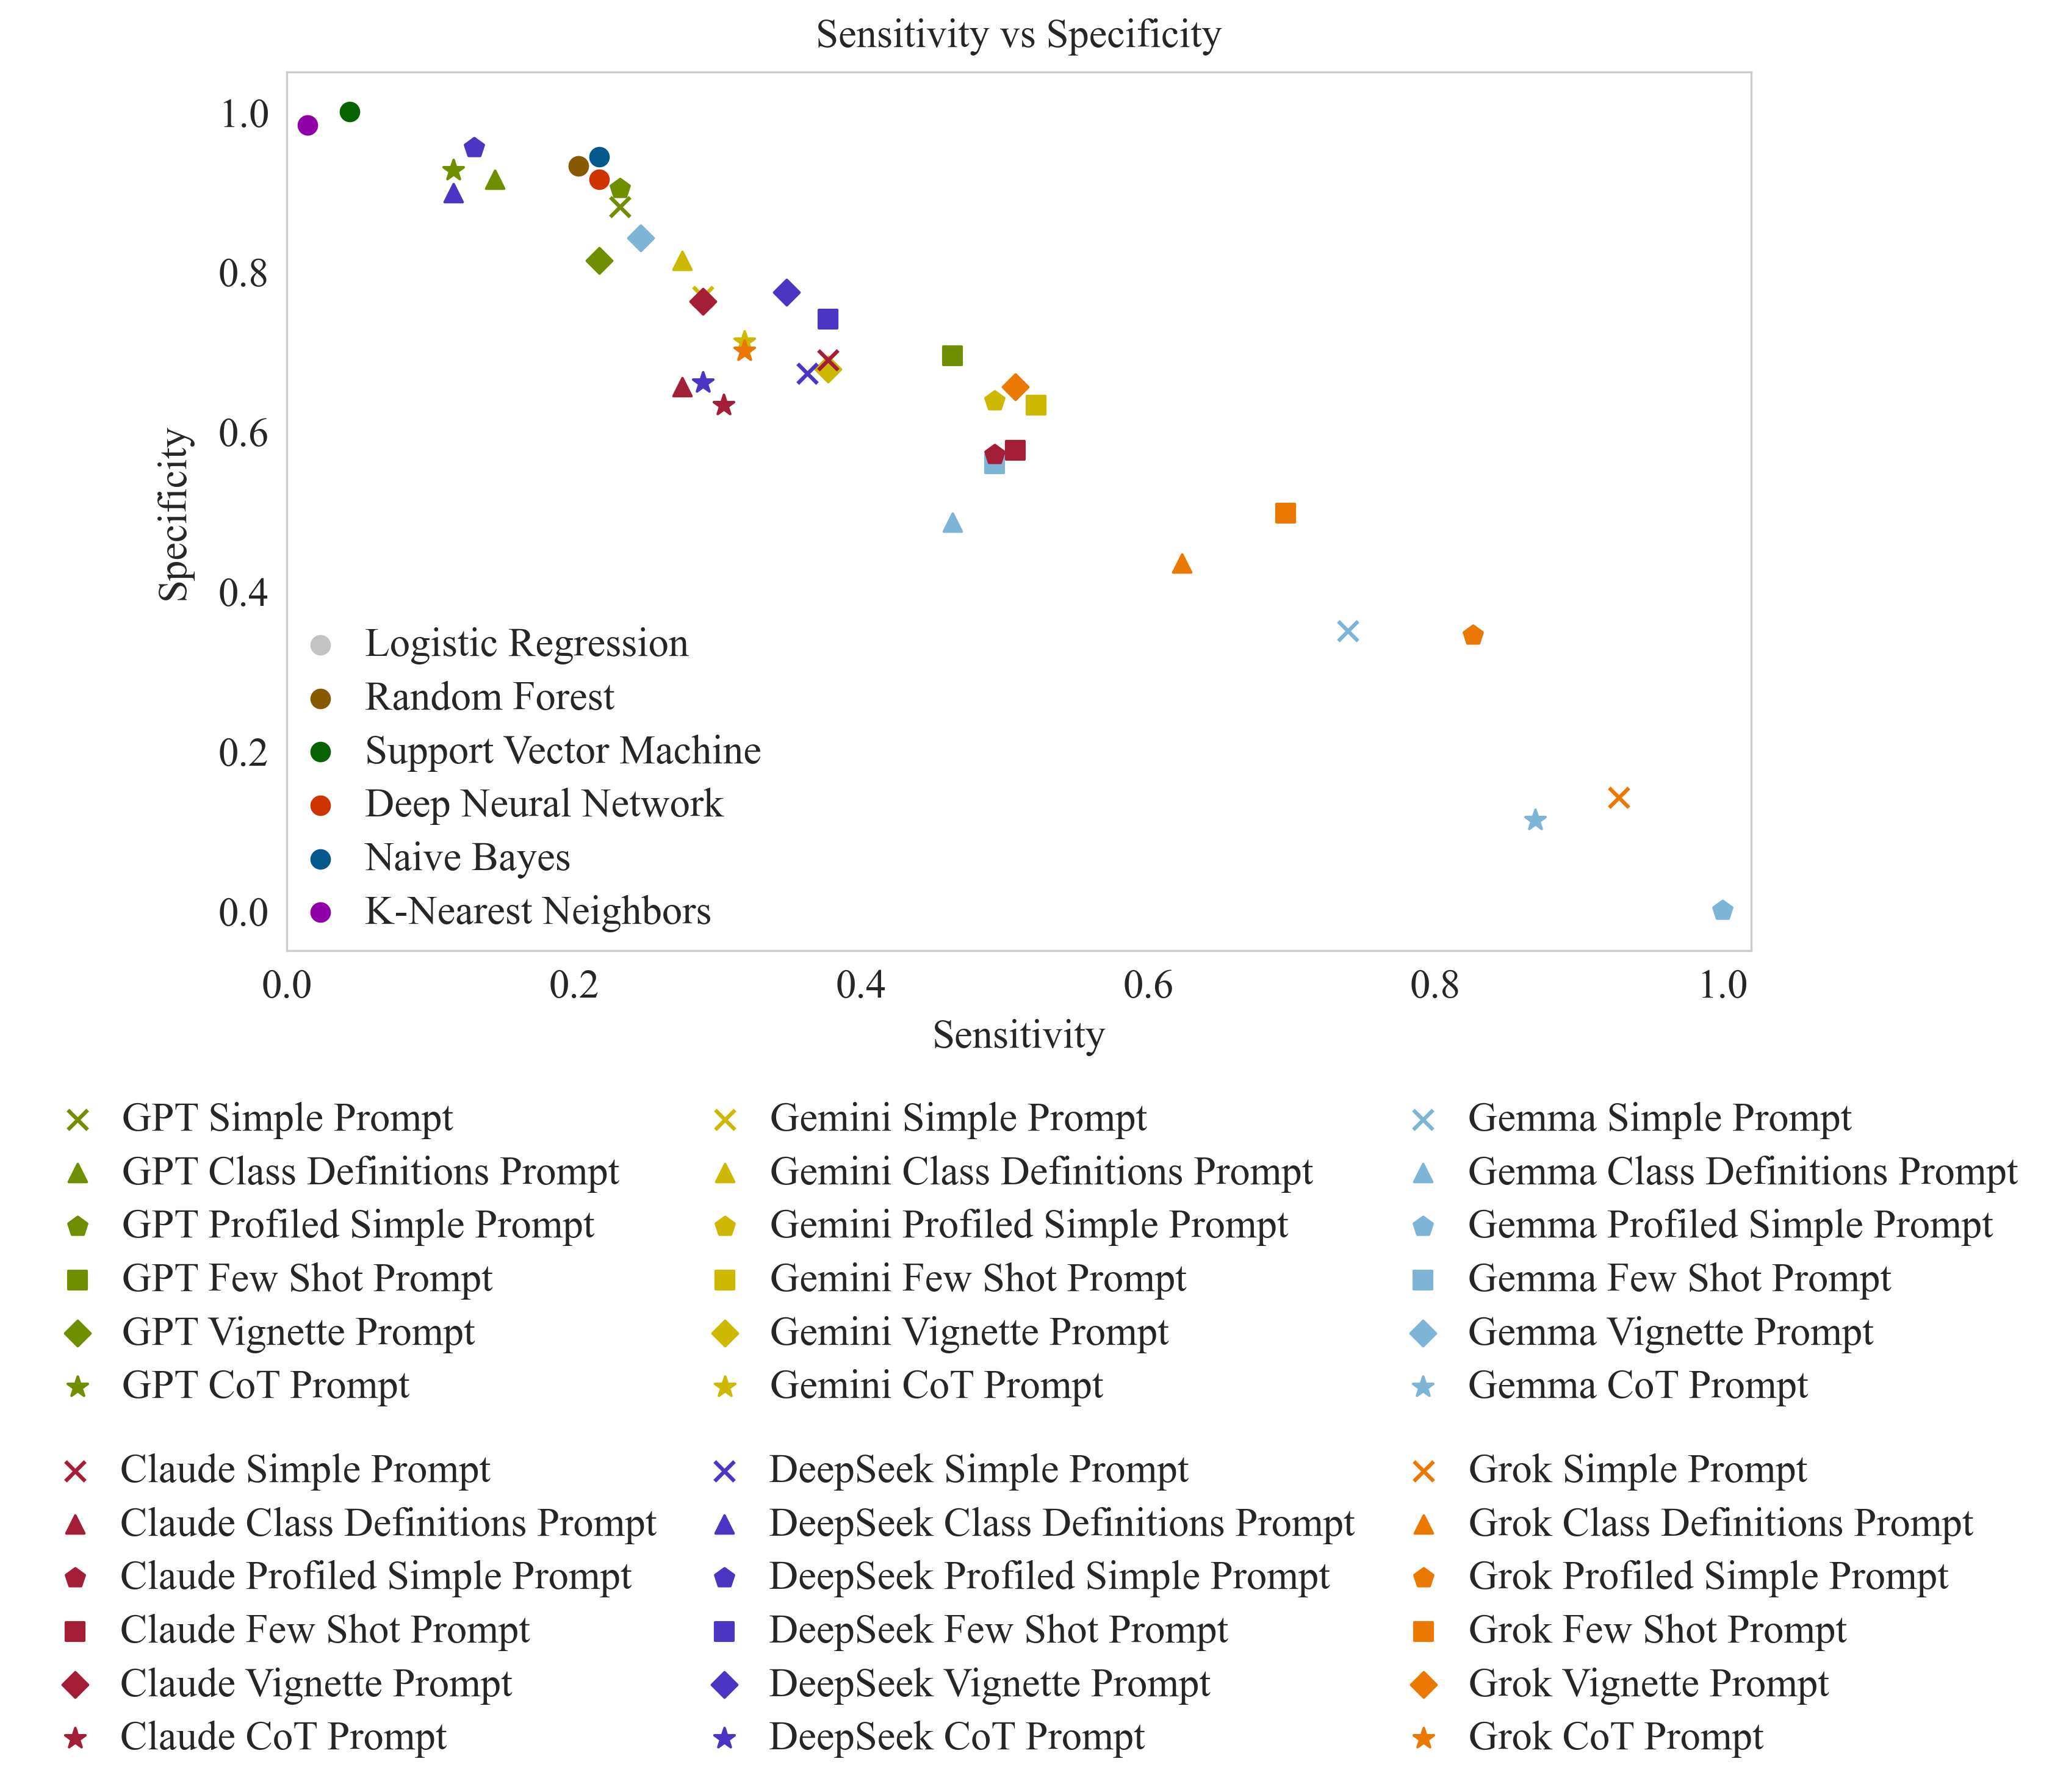 Sensitivity vs Specificity
1.0
0.8
0.6
0.4
0.2
0.0
Specificity
Logistic Regression
Random Forest
Support Vector Machine
Deep Neural Network
Naive Bayes
K-Nearest Neighbors
0.0 0.2 0.4 0.6 0.8 1.0
Sensitivity
GPT Simple Prompt
GPT Class Definitions Prompt
GPT Profiled Simple Prompt
GPT Few Shot Prompt
GPT Vignette Prompt
GPT CoT Prompt
Gemini Simple Prompt
Gemini Class Definitions Prompt
Gemini Profiled Simple Prompt
Gemini Few Shot Prompt
Gemini Vignette Prompt
Gemini CoT Prompt
Gemma Simple Prompt
Gemma Class Definitions Prompt
Gemma Profiled Simple Prompt
Gemma Few Shot Prompt
Gemma Vignette Prompt
Gemma CoT Prompt
Claude Simple Prompt
Claude Class Definitions Prompt
Claude Profiled Simple Prompt
Claude Few Shot Prompt
Claude Vignette Prompt
Claude CoT Prompt
DeepSeek Simple Prompt
DeepSeek Class Definitions Prompt
DeepSeek Profiled Simple Prompt
DeepSeek Few Shot Prompt
DeepSeek Vignette Prompt
DeepSeek CoT Prompt
Grok Simple Prompt
Grok Class Definitions Prompt
Grok Profiled Simple Prompt
Grok Few Shot Prompt
Grok Vignette Prompt
Grok CoT Prompt